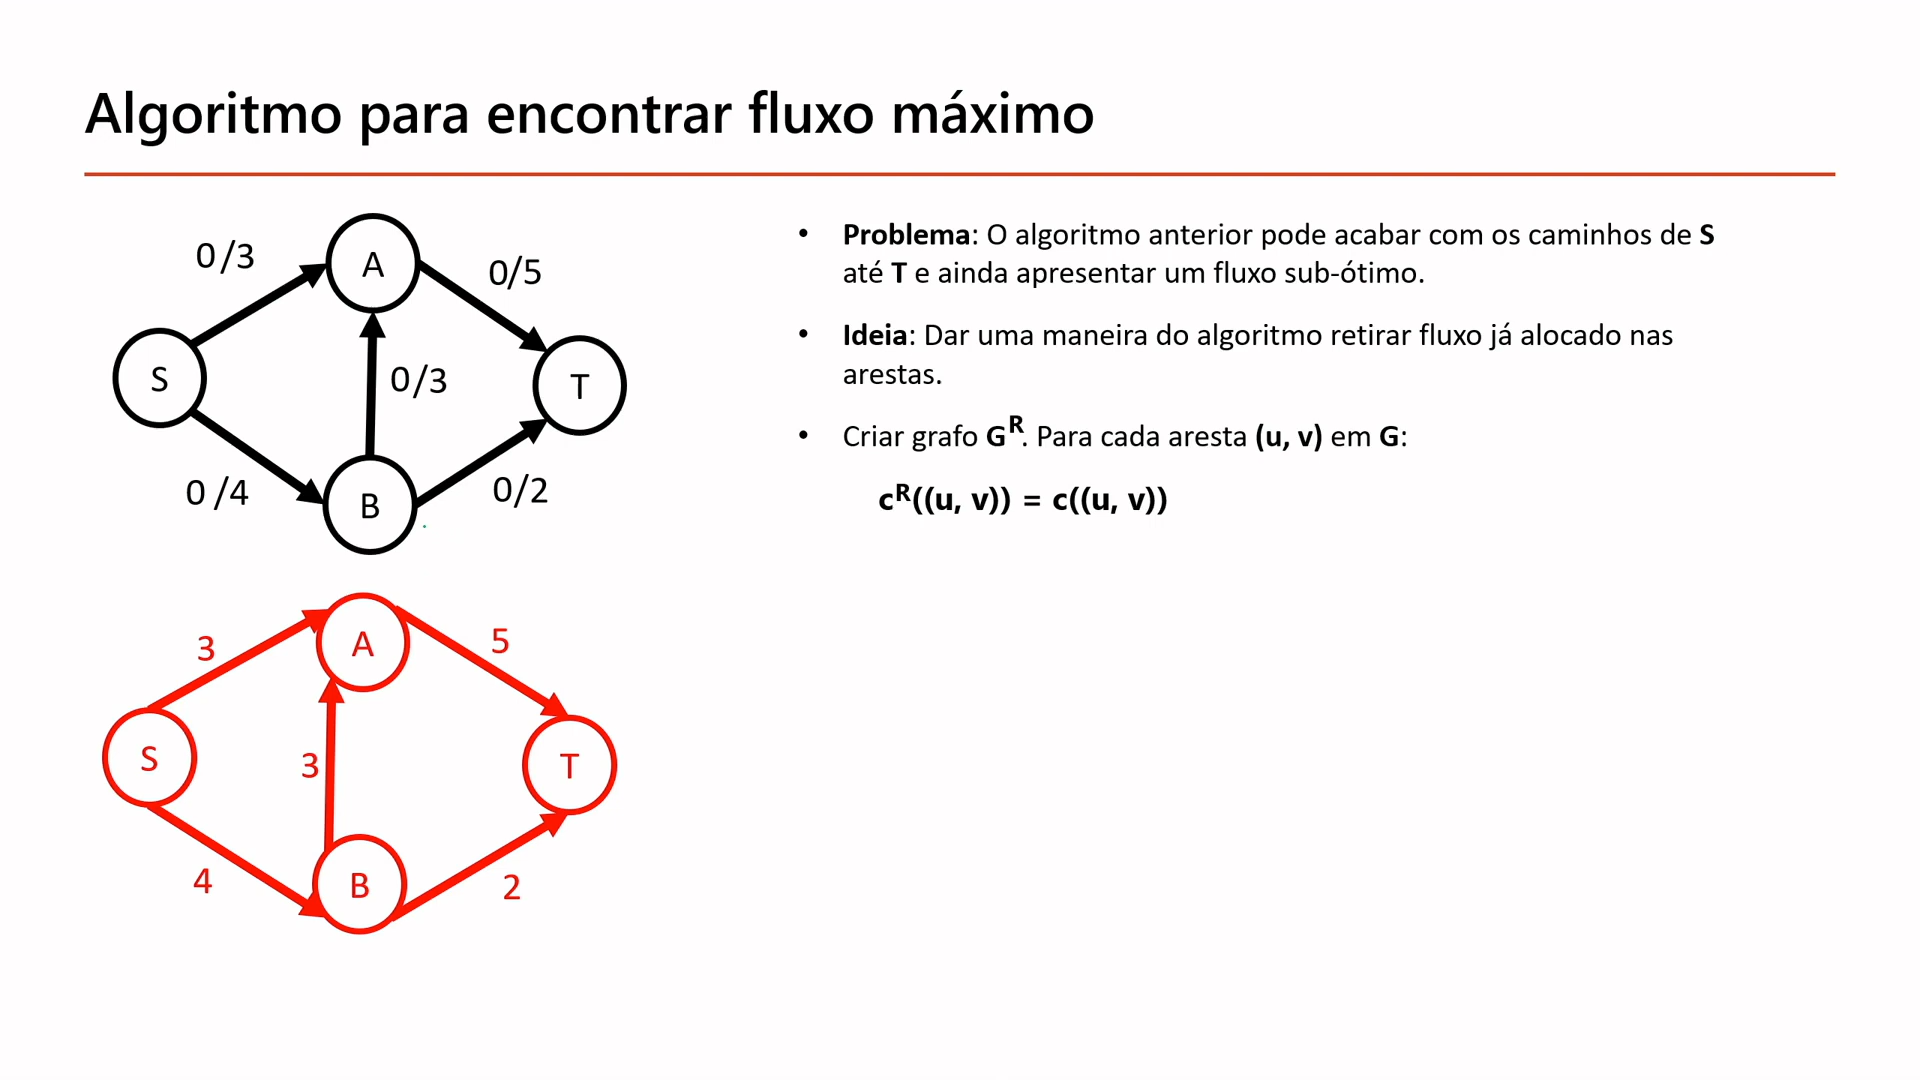 Algoritmo para encontrar fluxo máximo
0/3
A
0/5
S
0/3
T
0/4
B
0/2
• Problema: O algoritmo anterior pode acabar com os caminhos de S
até T e ainda apresentar um fluxo sub-ótimo.
• Ideia: Dar uma maneira do algoritmo retirar fluxo já alocado nas
arestas.
• Criar grafo Gᴿ. Para cada aresta (u, v) em G:
cᴿ((u, v)) = c((u, v))
3
A
5
S
3
T
4
B
2